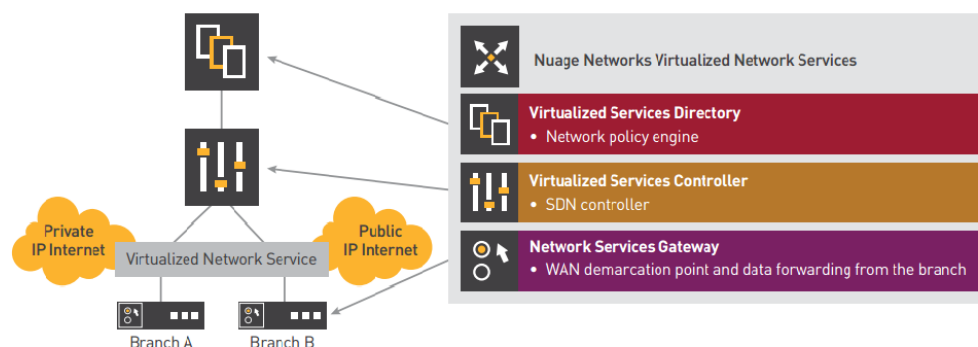 Private
IP Internet
Public
IP Internet
Virtualized Network Service
Branch A
Branch B
Nuage Networks Virtualized Network Services
Virtualized Services Directory
• Network policy engine
Virtualized Services Controller
• SDN controller
Network Services Gateway
• WAN demarcation point and data forwarding from the branch